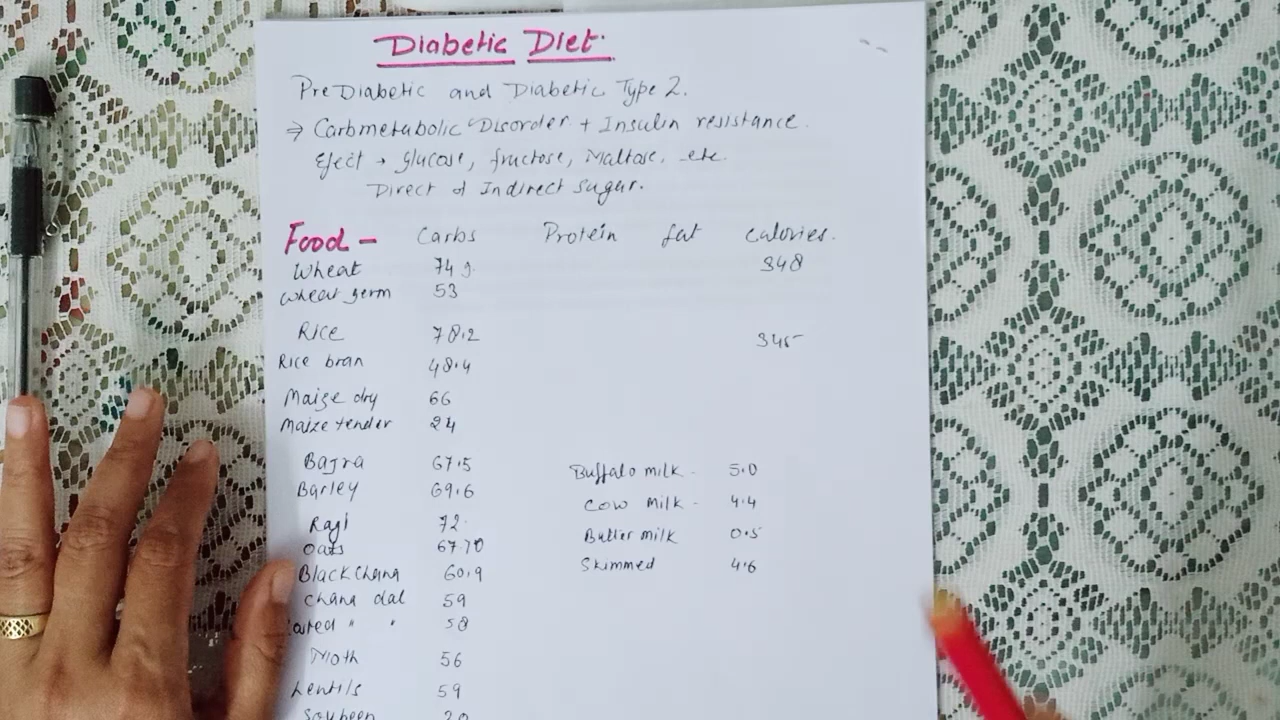 Diabetic Diet.
PreDiabetic and Diabetic Type 2.
⇒ Carbmetabolic Disorder + Insulin resistance.
Efect → glucose, fructose, Maltose, etc.
Direct or Indirect sugar.
Food - Carbs Protein fat calories.
Wheat 74 g. 348
Wheat germ 53
Rice 78.2 345
Rice bran 48.4
Maize dry 66
Maize tender 24
Bajra 67.5
Barley 69.6
Ragi 72.
Oats 67.70
Black Chana 60.9
Chana dal 59
" " 58
Moth 56
Lentils 59
Soybeen 20
Buffalo milk - 5.0
Cow milk - 4.4
Butter milk 0.5
Skimmed 4.6